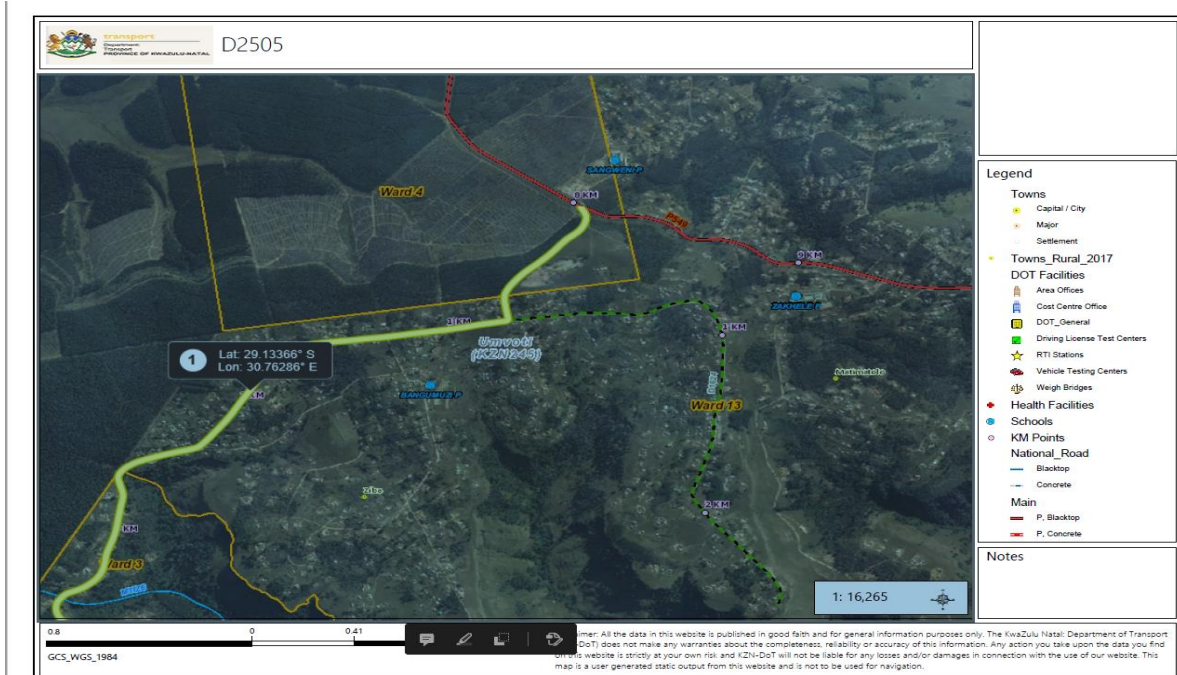 transport
Department:
Transport
PROVINCE OF KWAZULU-NATAL
D2505
SANGWENI P
Ward 4
8 KM
P549
9 KM
ZAKHELE P
1 KM
1 KM
Umvoti
(KZN245)
1
Lat: 29.13366° S
Lon: 30.76286° E
KM
BANGUMUZI P
Matimatolo
Ward 13
Zibe
2 KM
KM
Ward 3
1: 16,265
0.8
0
0.41
GCS_WGS_1984
Legend
Towns
Capital / City
Major
Settlement
Towns_Rural_2017
DOT Facilities
Area Offices
Cost Centre Office
DOT_General
Driving License Test Centers
RTI Stations
Vehicle Testing Centers
Weigh Bridges
Health Facilities
Schools
KM Points
National_Road
Blacktop
Concrete
Main
P, Blacktop
P, Concrete
Notes
imer: All the data in this website is published in good faith and for general information purposes only. The KwaZulu Natal: Department of Transport
DoT) does not make any warranties about the completeness, reliability or accuracy of this information. Any action you take upon the data you find
on this website is strictly at your own risk and KZN-DoT will not be liable for any losses and/or damages in connection with the use of our website. This
map is a user generated static output from this website and is not to be used for navigation.